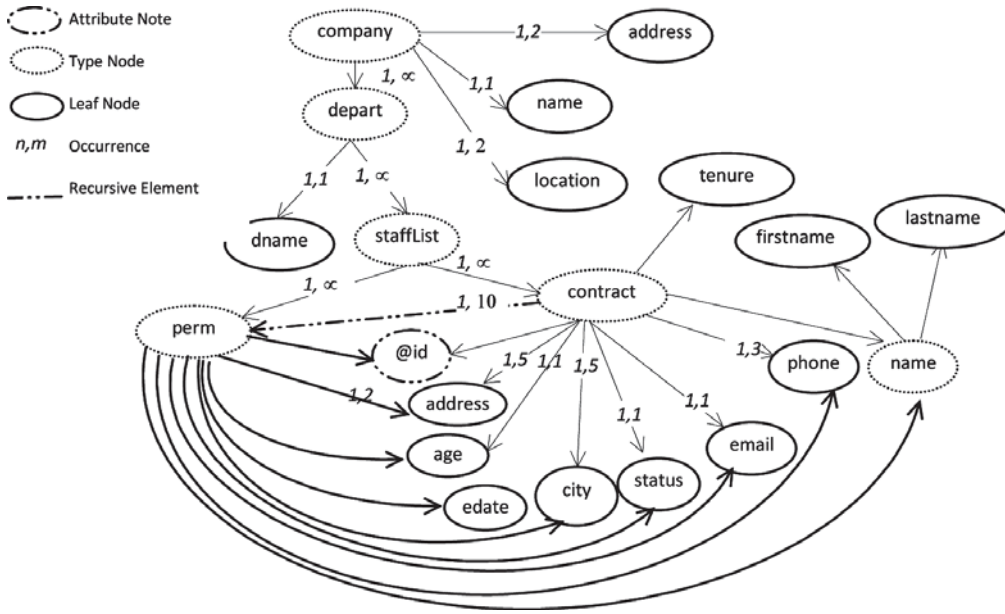 Attribute Note
Type Node
Leaf Node
n,m Occurrence
Recursive Element
company
1,2
address
1, ∝
1,1
name
depart
1, 2
location
tenure
1,1
1, ∝
dname
staffList
firstname
lastname
1, ∝
1, ∝
contract
1, 10
perm
@id
1,5
1,1
1,5
1,3
phone
name
1,2
address
1,1
1,1
age
email
edate
city
status